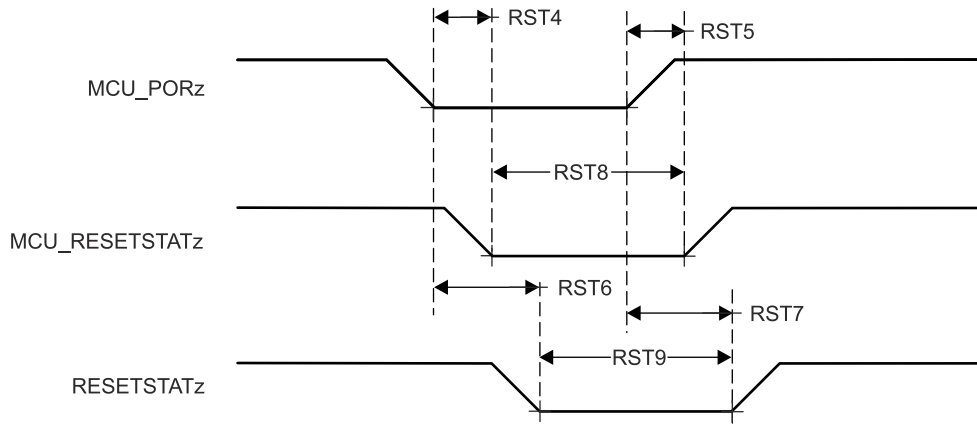 RST4
RST5
MCU_PORz
RST8
MCU_RESETSTATz
RST6
RST7
RST9
RESETSTATz